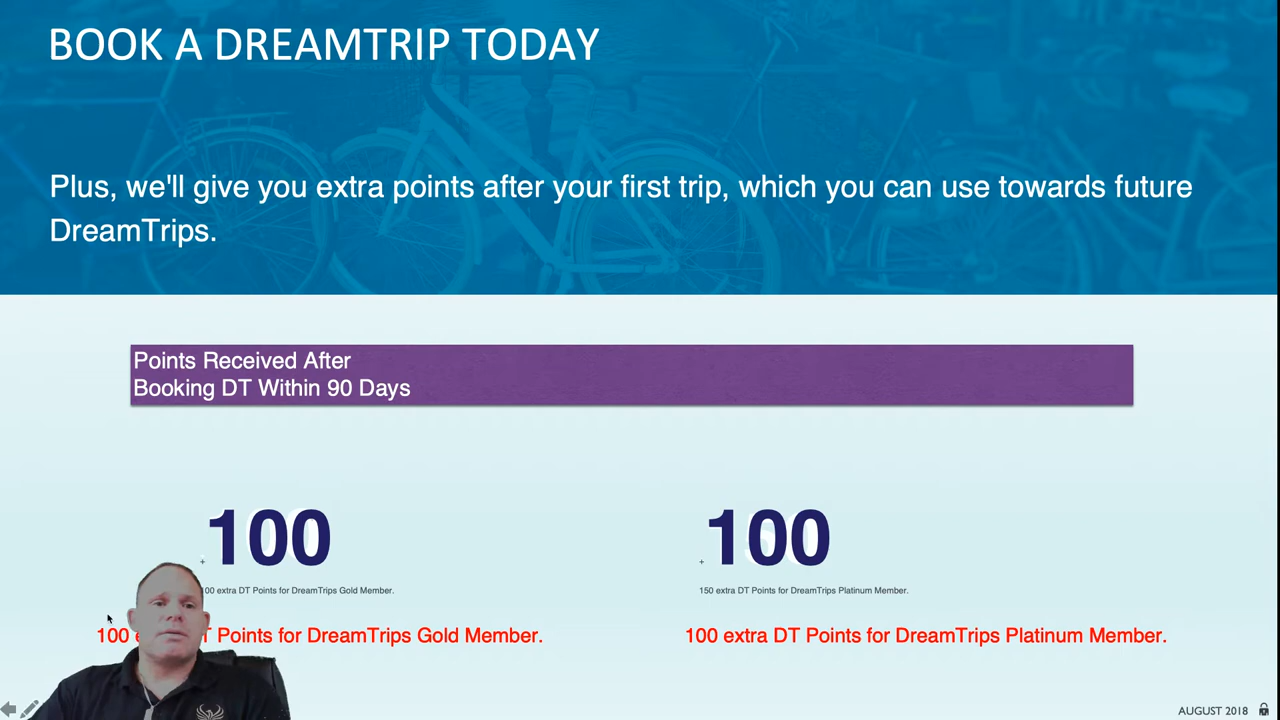 BOOK A DREAMTRIP TODAY
Plus, we'll give you extra points after your first trip, which you can use towards future
DreamTrips.
Points Received After
Booking DT Within 90 Days
+ 100
+ 100
100 extra DT Points for DreamTrips Gold Member.
150 extra DT Points for DreamTrips Platinum Member.
100 e T Points for DreamTrips Gold Member.
100 extra DT Points for DreamTrips Platinum Member.
AUGUST 2018